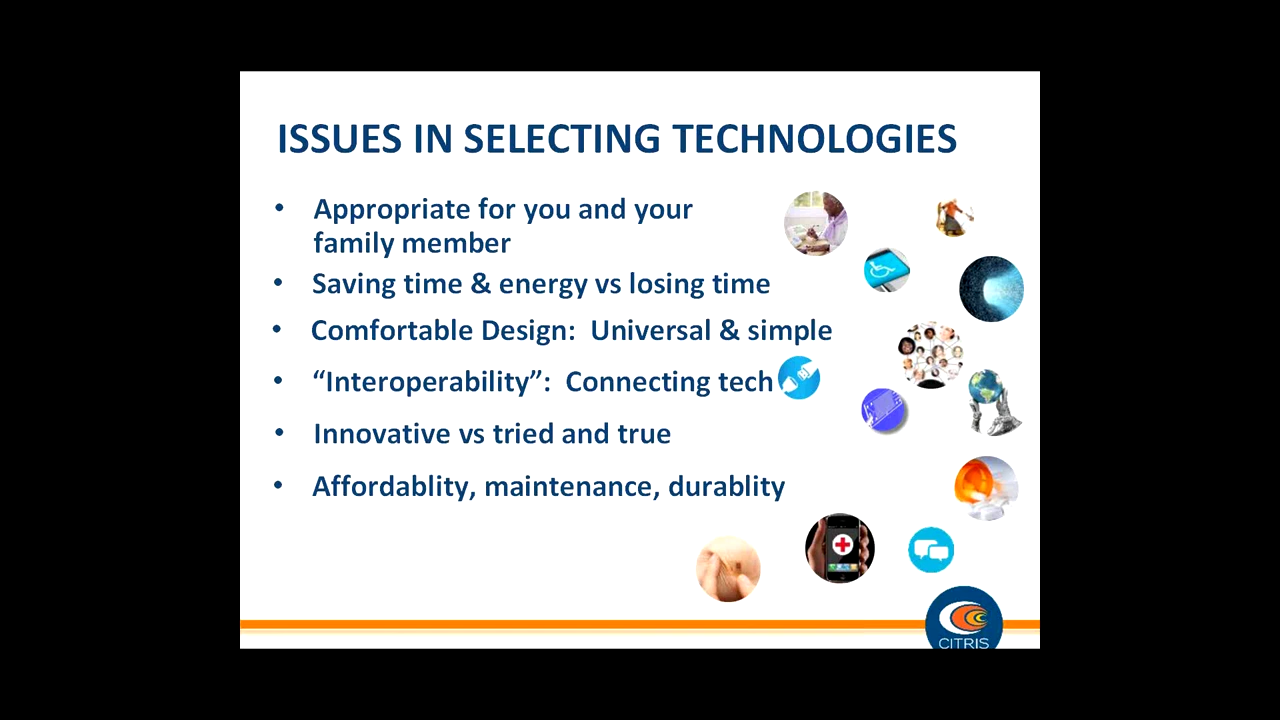 ISSUES IN SELECTING TECHNOLOGIES
• Appropriate for you and your
family member
• Saving time & energy vs losing time
• Comfortable Design: Universal & simple
• “Interoperability”: Connecting tech
• Innovative vs tried and true
• Affordablity, maintenance, durablity
CITRIS